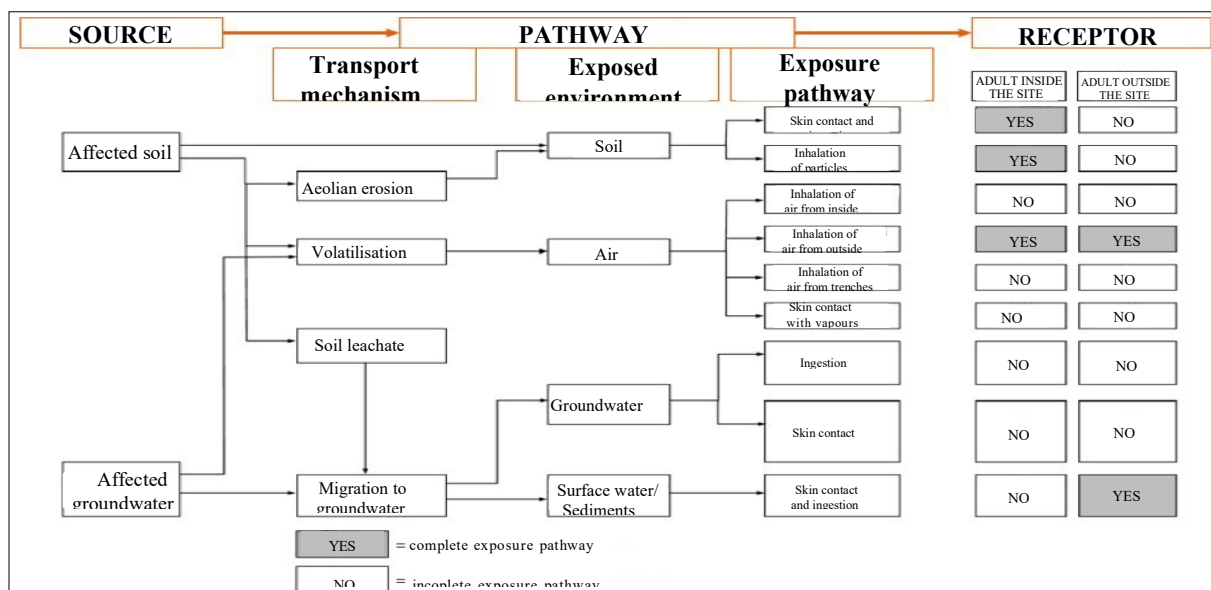 SOURCE
PATHWAY
RECEPTOR
Transport
mechanism
Exposed
environment
Exposure
pathway
ADULT INSIDE
THE SITE
ADULT OUTSIDE
THE SITE
Affected soil
Soil
Skin contact and
YES
NO
Inhalation
of particles
YES
NO
Aeolian erosion
Inhalation of
air from inside
NO
NO
Volatilisation
Air
Inhalation of
air from outside
YES
YES
Inhalation of
air from trenches
NO
NO
Skin contact
with vapours
NO
NO
Soil leachate
Ingestion
NO
NO
Groundwater
Skin contact
NO
NO
Affected
groundwater
Migration to
groundwater
Surface water/
Sediments
Skin contact
and ingestion
NO
YES
YES
= complete exposure pathway
NO
= incoplete exposure pathway